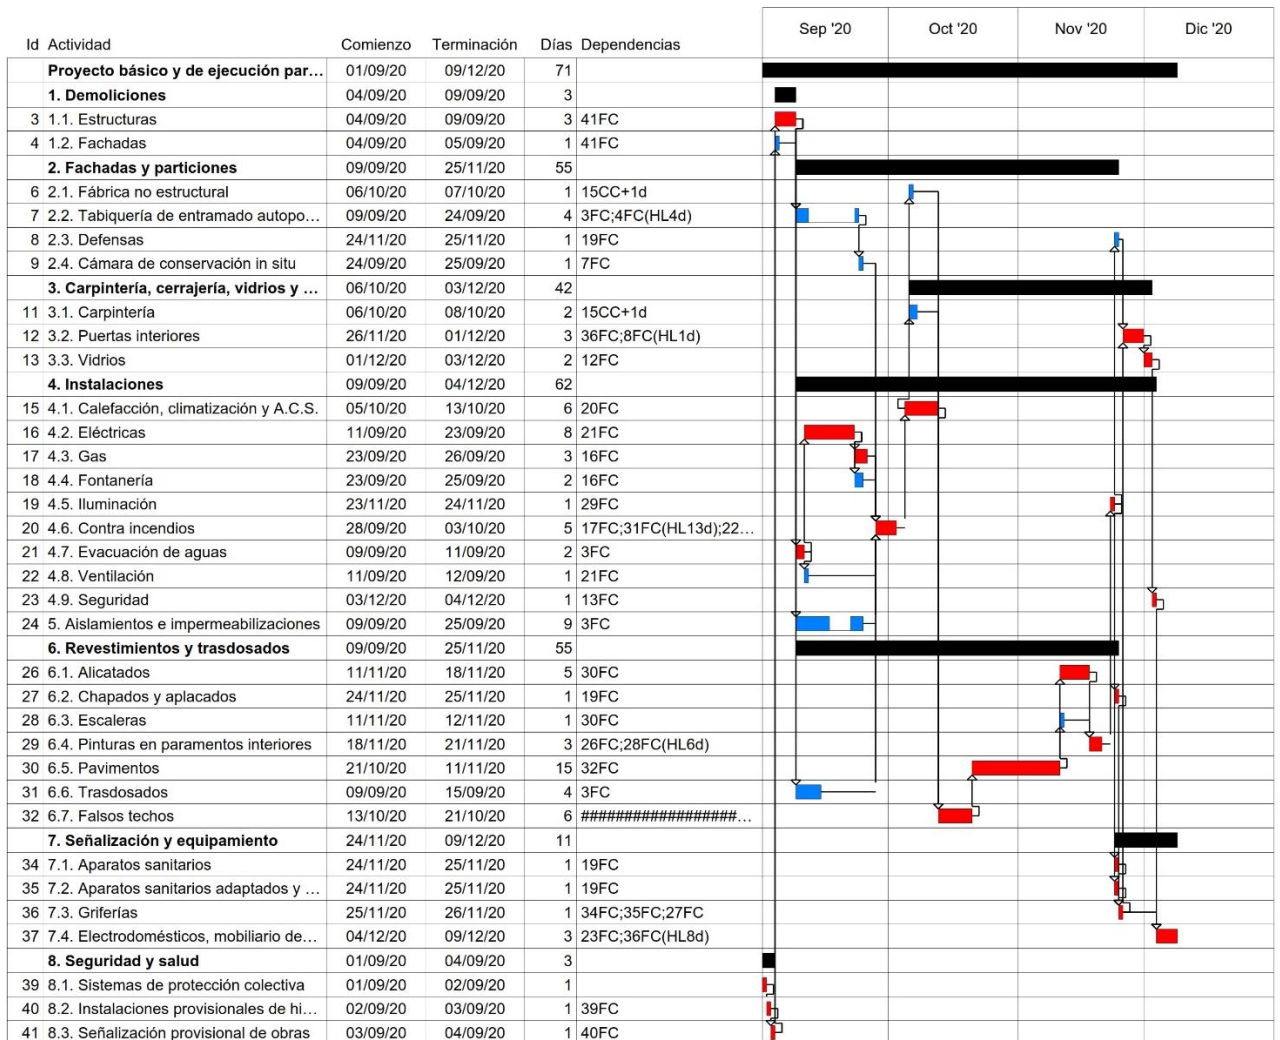 Sep '20 Oct '20 Nov '20 Dic '20
Id Actividad Comienzo Terminación Días Dependencias
Proyecto básico y de ejecución par... 01/09/20 09/12/20 71
1. Demoliciones 04/09/20 09/09/20 3
3 1.1. Estructuras 04/09/20 09/09/20 3 41FC
4 1.2. Fachadas 04/09/20 05/09/20 1 41FC
2. Fachadas y particiones 09/09/20 25/11/20 55
6 2.1. Fábrica no estructural 06/10/20 07/10/20 1 15CC+1d
7 2.2. Tabiquería de entramado autopo... 09/09/20 24/09/20 4 3FC;4FC(HL4d)
8 2.3. Defensas 24/11/20 25/11/20 1 19FC
9 2.4. Cámara de conservación in situ 24/09/20 25/09/20 1 7FC
3. Carpintería, cerrajería, vidrios y ... 06/10/20 03/12/20 42
11 3.1. Carpintería 06/10/20 08/10/20 2 15CC+1d
12 3.2. Puertas interiores 26/11/20 01/12/20 3 36FC;8FC(HL1d)
13 3.3. Vidrios 01/12/20 03/12/20 2 12FC
4. Instalaciones 09/09/20 04/12/20 62
15 4.1. Calefacción, climatización y A.C.S. 05/10/20 13/10/20 6 20FC
16 4.2. Eléctricas 11/09/20 23/09/20 8 21FC
17 4.3. Gas 23/09/20 26/09/20 3 16FC
18 4.4. Fontanería 23/09/20 25/09/20 2 16FC
19 4.5. Iluminación 23/11/20 24/11/20 1 29FC
20 4.6. Contra incendios 28/09/20 03/10/20 5 17FC;31FC(HL13d);22...
21 4.7. Evacuación de aguas 09/09/20 11/09/20 2 3FC
22 4.8. Ventilación 11/09/20 12/09/20 1 21FC
23 4.9. Seguridad 03/12/20 04/12/20 1 13FC
24 5. Aislamientos e impermeabilizaciones 09/09/20 25/09/20 9 3FC
6. Revestimientos y trasdosados 09/09/20 25/11/20 55
26 6.1. Alicatados 11/11/20 18/11/20 5 30FC
27 6.2. Chapados y aplacados 24/11/20 25/11/20 1 19FC
28 6.3. Escaleras 11/11/20 12/11/20 1 30FC
29 6.4. Pinturas en paramentos interiores 18/11/20 21/11/20 3 26FC;28FC(HL6d)
30 6.5. Pavimentos 21/10/20 11/11/20 15 32FC
31 6.6. Trasdosados 09/09/20 15/09/20 4 3FC
32 6.7. Falsos techos 13/10/20 21/10/20 6 ##################...
7. Señalización y equipamiento 24/11/20 09/12/20 11
34 7.1. Aparatos sanitarios 24/11/20 25/11/20 1 19FC
35 7.2. Aparatos sanitarios adaptados y ... 24/11/20 25/11/20 1 19FC
36 7.3. Griferías 25/11/20 26/11/20 1 34FC;35FC;27FC
37 7.4. Electrodomésticos, mobiliario de... 04/12/20 09/12/20 3 23FC;36FC(HL8d)
8. Seguridad y salud 01/09/20 04/09/20 3
39 8.1. Sistemas de protección colectiva 01/09/20 02/09/20 1
40 8.2. Instalaciones provisionales de hi... 02/09/20 03/09/20 1 39FC
41 8.3. Señalización provisional de obras 03/09/20 04/09/20 1 40FC